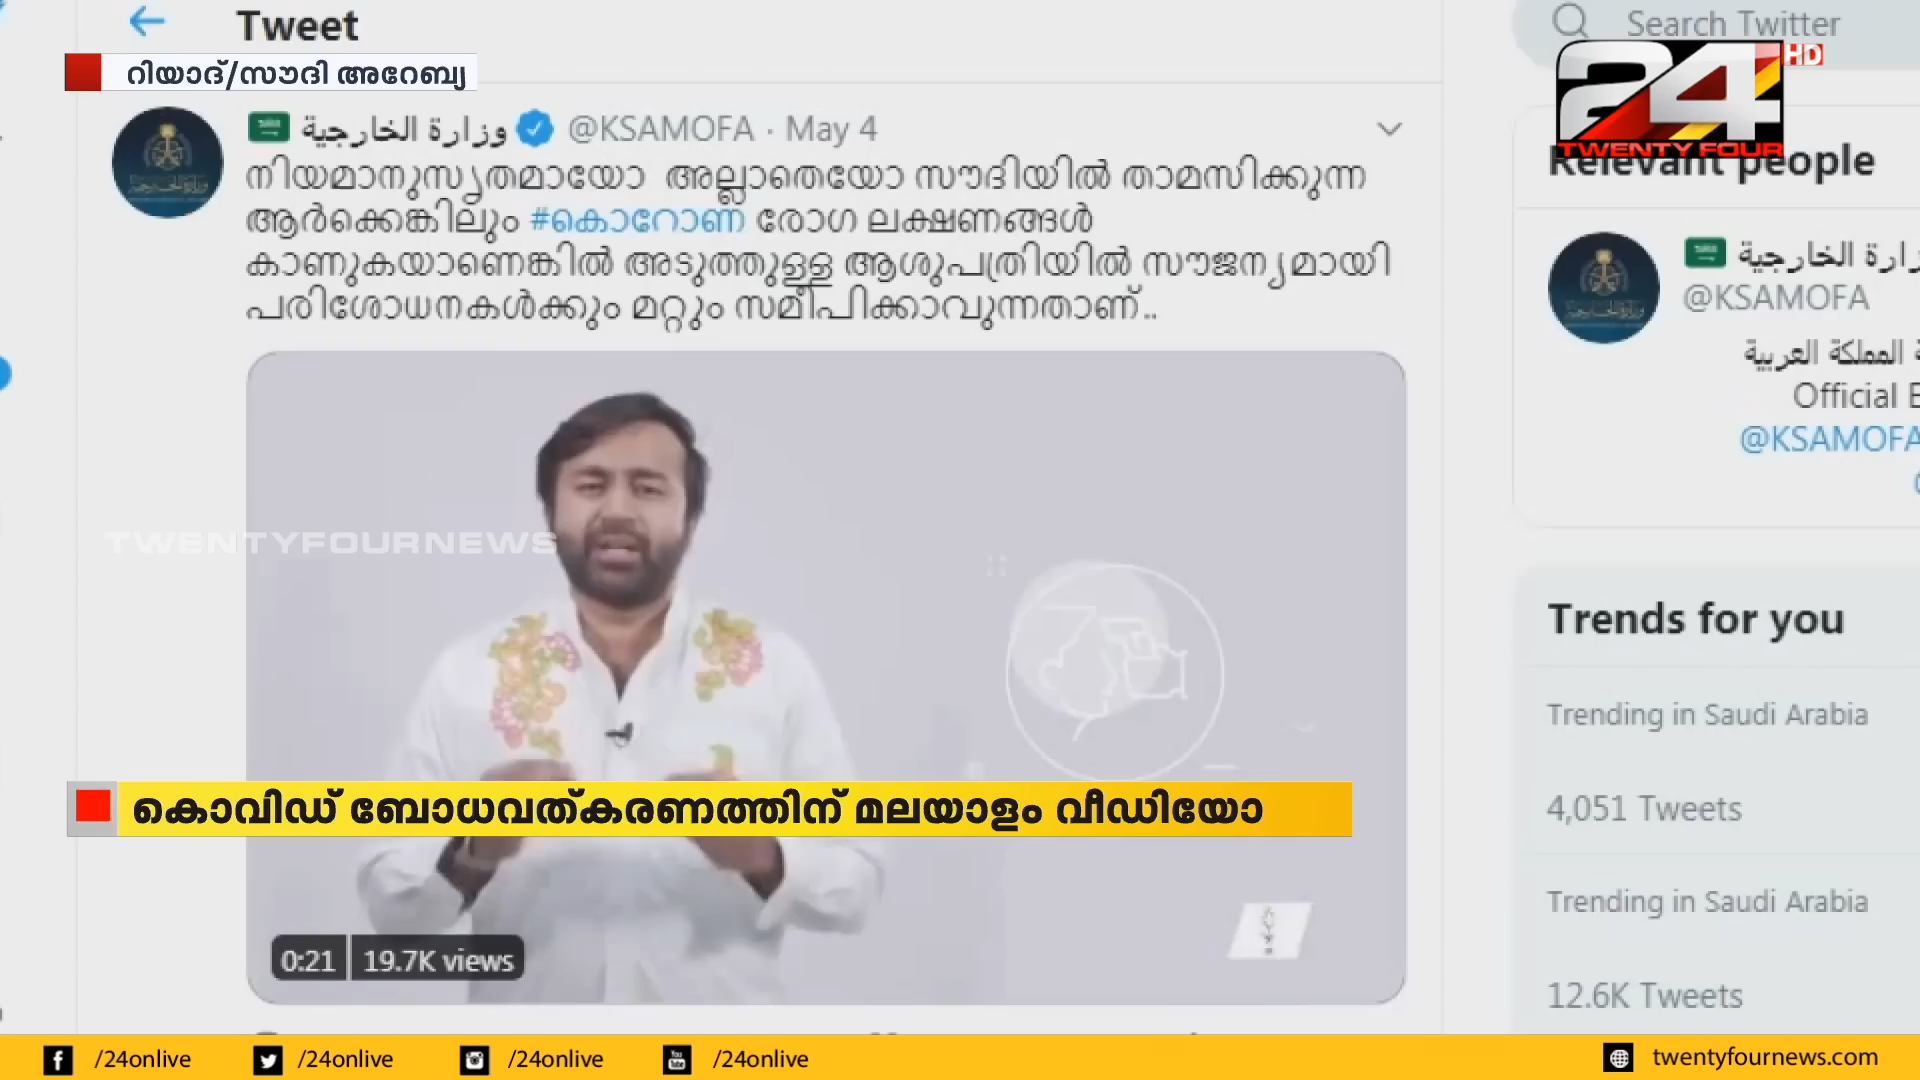 Tweet
Search Twitter
റിയാദ്/സൗദി അറേബ്യ
24 HD
TWENTY FOUR
وزارة الخارجية @KSAMOFA · May 4
നിയമാനുസൃതമായോ അല്ലാതെയോ സൗദിയിൽ താമസിക്കുന്ന
ആർക്കെങ്കിലും #കൊറോണ രോഗ ലക്ഷണങ്ങൾ
കാണുകയാണെങ്കിൽ അടുത്തുള്ള ആശുപത്രിയിൽ സൗജന്യമായി
പരിശോധനകൾക്കും മറ്റും സമീപിക്കാവുന്നതാണ്..
Relevant people
الخارجية
@KSAMOFA
المملكة العربية
Official
@KSAMOFA
TWENTYFOURNEWS
Trends for you
Trending in Saudi Arabia
4,051 Tweets
Trending in Saudi Arabia
12.6K Tweets
കൊവിഡ് ബോധവത്കരണത്തിന് മലയാളം വീഡിയോ
0:21 19.7K views
/24onlive /24onlive /24onlive /24onlive twentyfournews.com